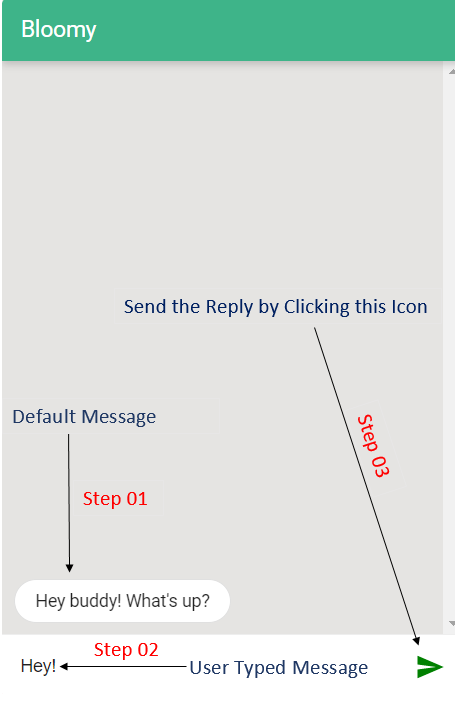 Bloomy
Send the Reply by Clicking this Icon
Default Message
Step 03
Step 01
Hey buddy! What's up?
Step 02
Hey!
User Typed Message